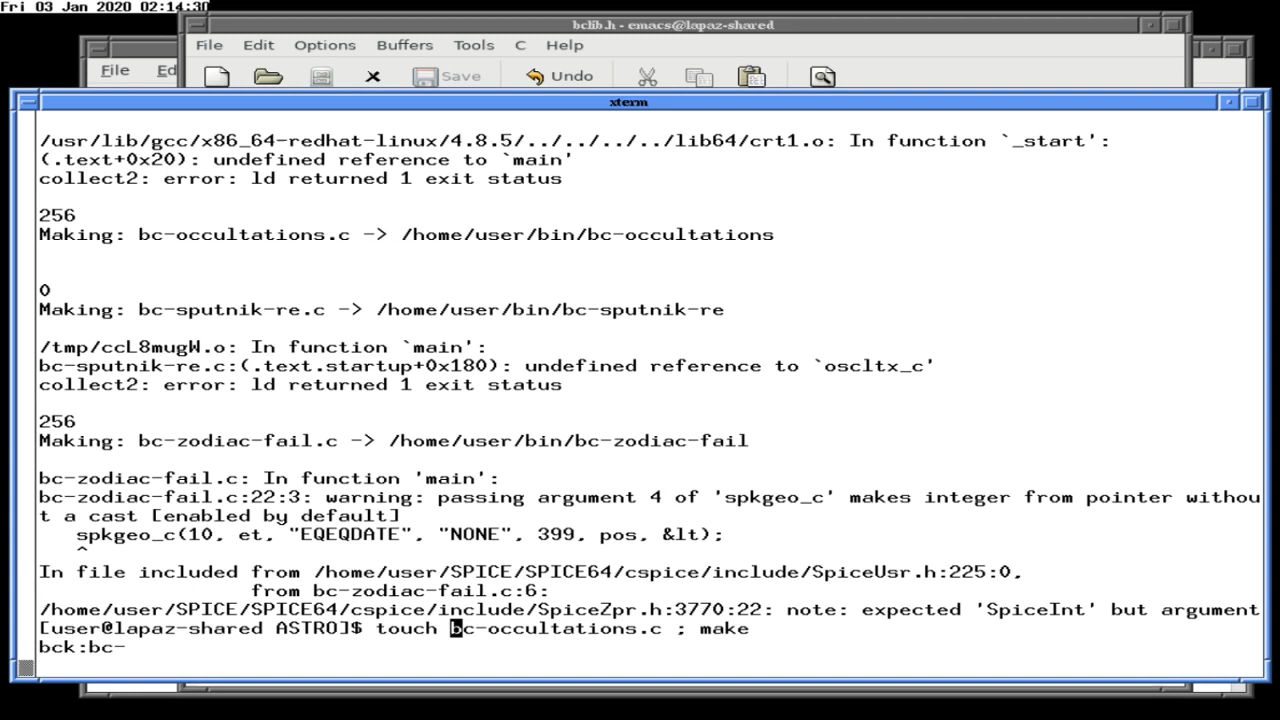 Fri 03 Jan 2020 02:14:30
bclib.h - emacs@lapaz-shared
File Edit Options Buffers Tools C Help
File Ed
Save Undo
xterm
/usr/lib/gcc/x86_64-redhat-linux/4.8.5/../../../../lib64/crt1.o: In function `_start':
(.text+0x20): undefined reference to `main'
collect2: error: ld returned 1 exit status
256
Making: bc-occultations.c -> /home/user/bin/bc-occultations
0
Making: bc-sputnik-re.c -> /home/user/bin/bc-sputnik-re
/tmp/ccL8mugW.o: In function `main':
bc-sputnik-re.c:(.text.startup+0x180): undefined reference to `oscltx_c'
collect2: error: ld returned 1 exit status
256
Making: bc-zodiac-fail.c -> /home/user/bin/bc-zodiac-fail
bc-zodiac-fail.c: In function 'main':
bc-zodiac-fail.c:22:3: warning: passing argument 4 of 'spkgeo_c' makes integer from pointer withou
t a cast [enabled by default]
spkgeo_c(10, et, "EQEQDATE", "NONE", 399, pos, &lt);
^
In file included from /home/user/SPICE/SPICE64/cspice/include/SpiceUsr.h:225:0,
from bc-zodiac-fail.c:6:
/home/user/SPICE/SPICE64/cspice/include/SpiceZpr.h:3770:22: note: expected 'SpiceInt' but argument
[user@lapaz-shared ASTRO]$ touch bc-occultations.c ; make
bck:bc-